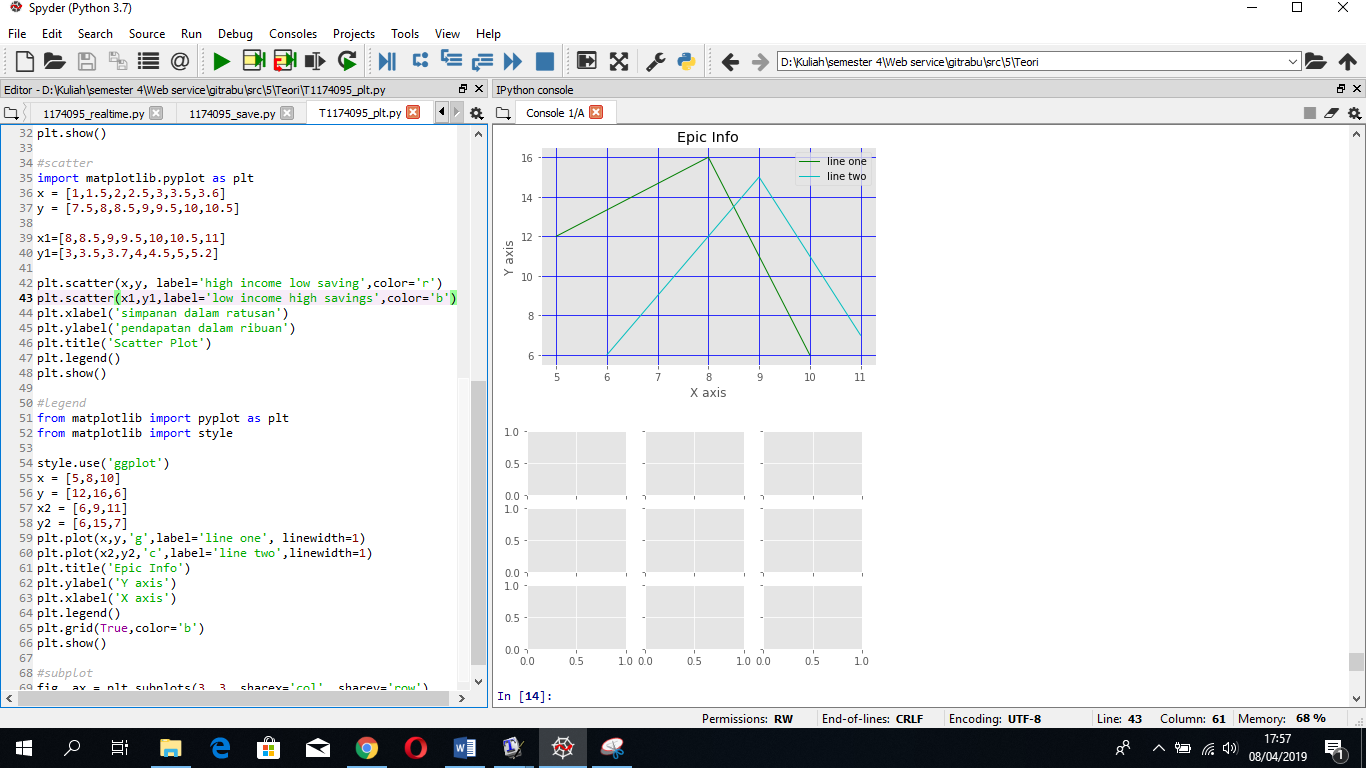 Spyder (Python 3.7)
File Edit Search Source Run Debug Consoles Projects Tools View Help
D:\Kuliah\semester 4\Web service\gitrabu\src\5\Teori
Editor - D:\Kuliah\semester 4\Web service\gitrabu\src\5\Teori\T1174095_plt.py
1174095_realtime.py 1174095_save.py T1174095_plt.py
32 plt.show()
33
34 #scatter
35 import matplotlib.pyplot as plt
36 x = [1,1.5,2,2.5,3,3.5,3.6]
37 y = [7.5,8,8.5,9,9.5,10,10.5]
38
39 x1=[8,8.5,9,9.5,10,10.5,11]
40 y1=[3,3.5,3.7,4,4.5,5,5.2]
41
42 plt.scatter(x,y, label='high income low saving',color='r')
43 plt.scatter(x1,y1,label='low income high savings',color='b')
44 plt.xlabel('simpanan dalam ratusan')
45 plt.ylabel('pendapatan dalam ribuan')
46 plt.title('Scatter Plot')
47 plt.legend()
48 plt.show()
49
50 #legend
51 from matplotlib import pyplot as plt
52 from matplotlib import style
53
54 style.use('ggplot')
55 x = [5,8,10]
56 y = [12,16,6]
57 x2 = [6,9,11]
58 y2 = [6,15,7]
59 plt.plot(x,y,'g',label='line one', linewidth=1)
60 plt.plot(x2,y2,'c',label='line two',linewidth=1)
61 plt.title('Epic Info')
62 plt.ylabel('Y axis')
63 plt.xlabel('X axis')
64 plt.legend()
65 plt.grid(True,color='b')
66 plt.show()
67
68 #subplot
69 fig, ax = plt.subplots(3, 3, sharex='col', sharey='row')
IPython console
Console 1/A
Epic Info
line one
line two
16
14
12
10
8
6
Y axis
5 6 7 8 9 10 11
X axis
1.0
0.5
0.0
1.0
0.5
0.0
1.0
0.5
0.0
0.0 0.5 1.0 0.0 0.5 1.0 0.0 0.5 1.0
In [14]:
Permissions: RW End-of-lines: CRLF Encoding: UTF-8 Line: 43 Column: 61 Memory: 68 %
17:57
08/04/2019
1